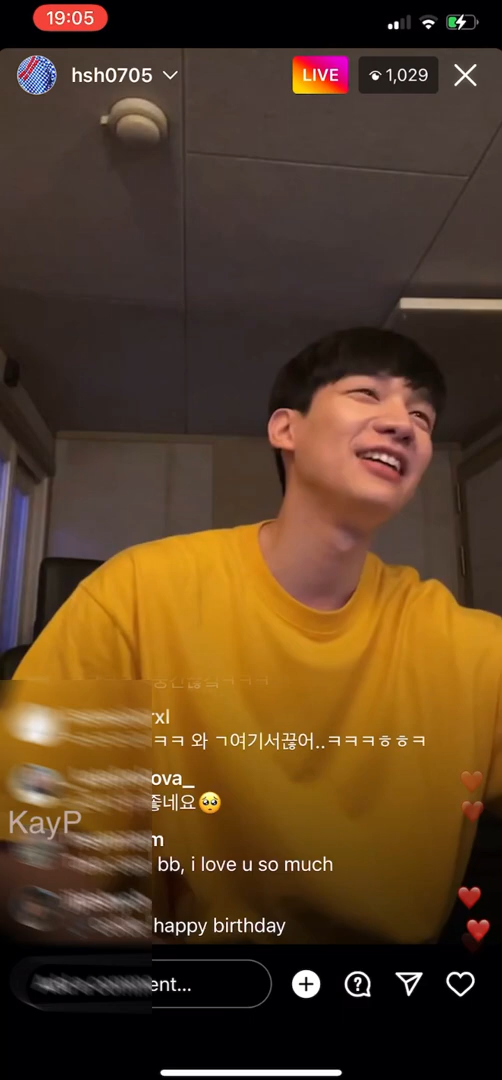 19:05
hsh0705
LIVE
1,029
rxl
ㅋㅋ 와 ㄱ여기서끊어..ㅋㅋㅋㅎㅎㅋ
ova_
좋네요🥺
KayP
m
bb, i love u so much
happy birthday
ent...